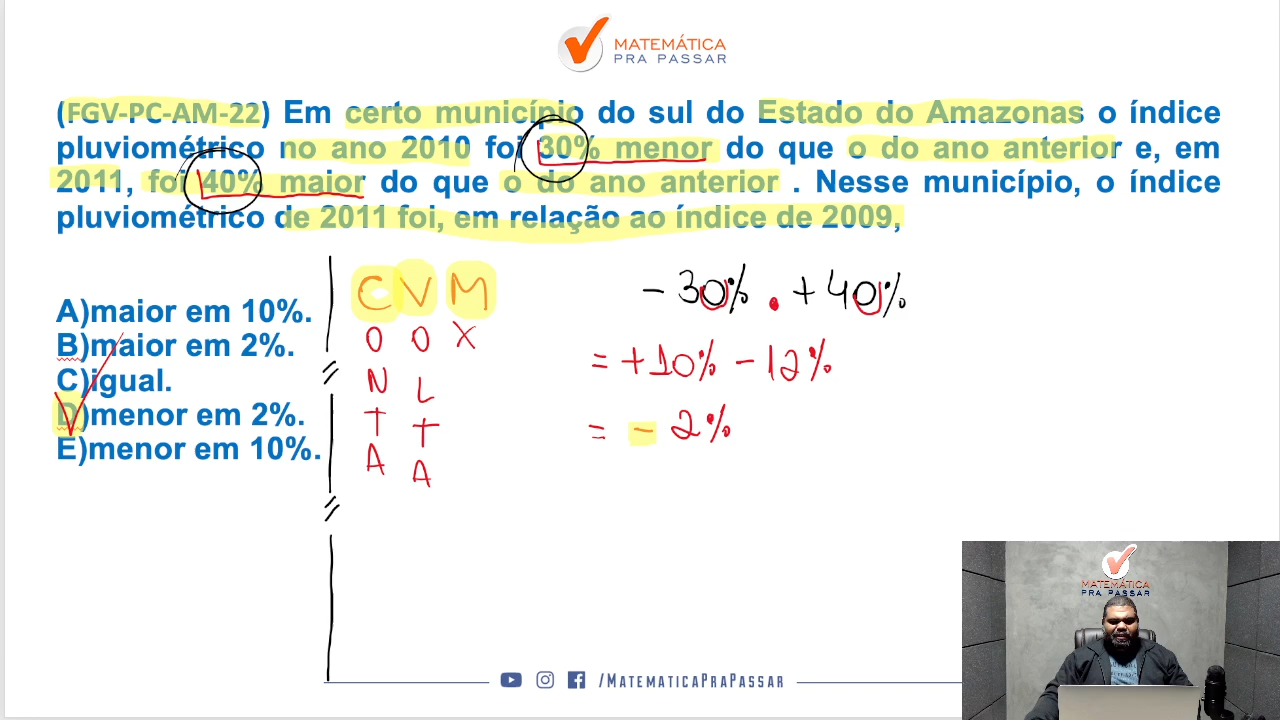 MATEMÁTICA
PRA PASSAR
(FGV-PC-AM-22) Em certo município do sul do Estado do Amazonas o índice
pluviométrico no ano 2010 foi 30% menor do que o do ano anterior e, em
2011, foi 40% maior do que o do ano anterior . Nesse município, o índice
pluviométrico de 2011 foi, em relação ao índice de 2009,
A)maior em 10%.
B)maior em 2%.
C)igual.
D)menor em 2%.
E)menor em 10%.
C V M
O O X
N L
T T
A A
- 30% . + 40%
= +10% - 12%
= - 2%
MATEMÁTICA
PRA PASSAR
/MATEMATICAPRAPASSAR